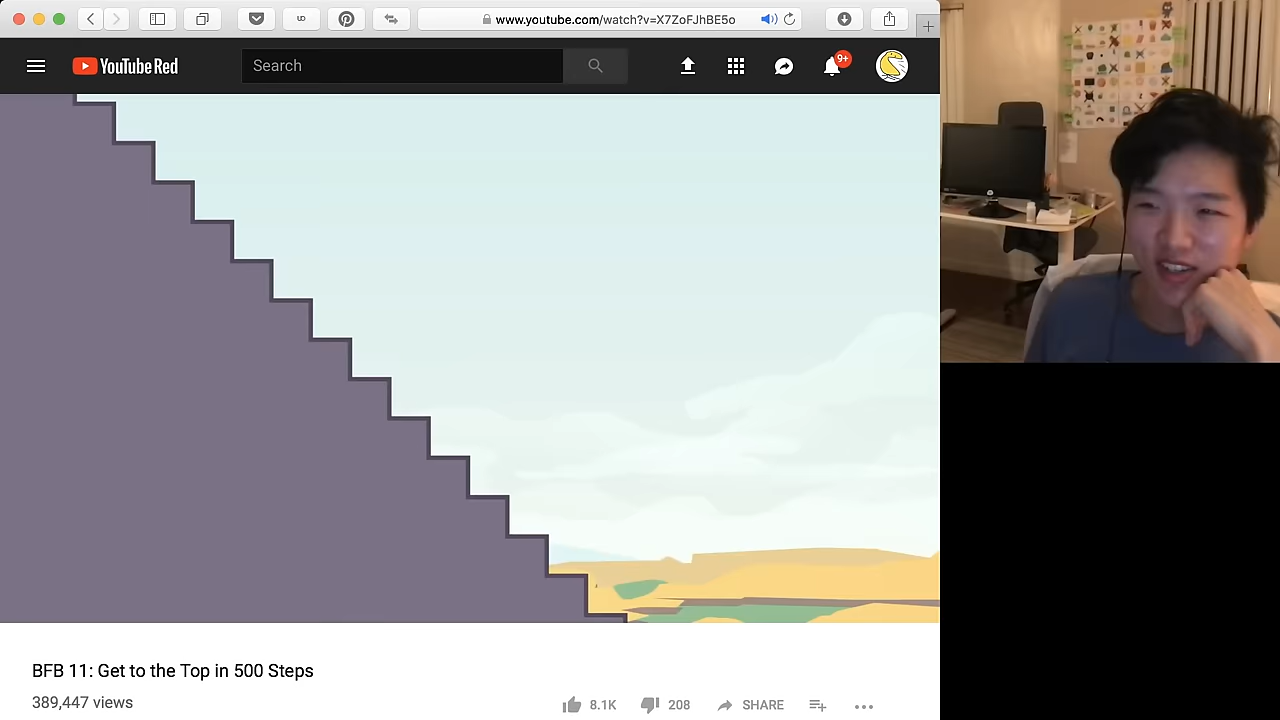 www.youtube.com/watch?v=X7ZoFJhBE5o
YouTube Red
Search
9+
BFB 11: Get to the Top in 500 Steps
389,447 views
8.1K
208
SHARE